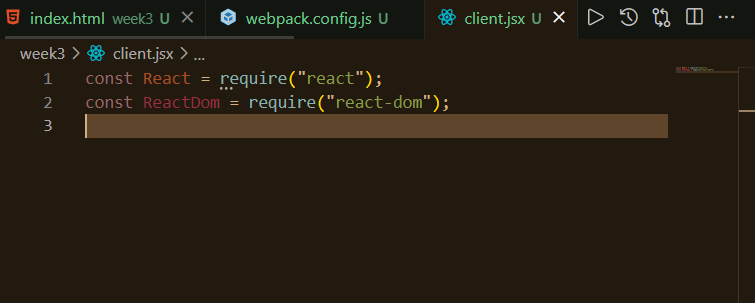 index.html week3 U webpack.config.js U client.jsx U
week3 > client.jsx > ...
1 const React = require("react");
2 const ReactDom = require("react-dom");
3